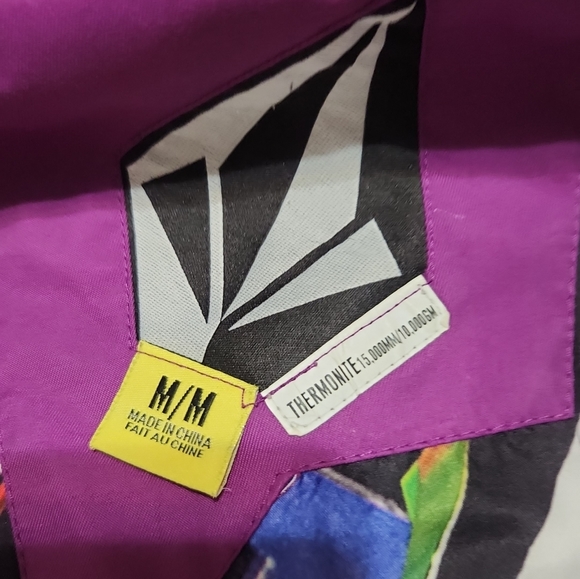 M/M
MADE IN CHINA
FAIT AU CHINE
THERMONITE 15,000MM/10,000GM